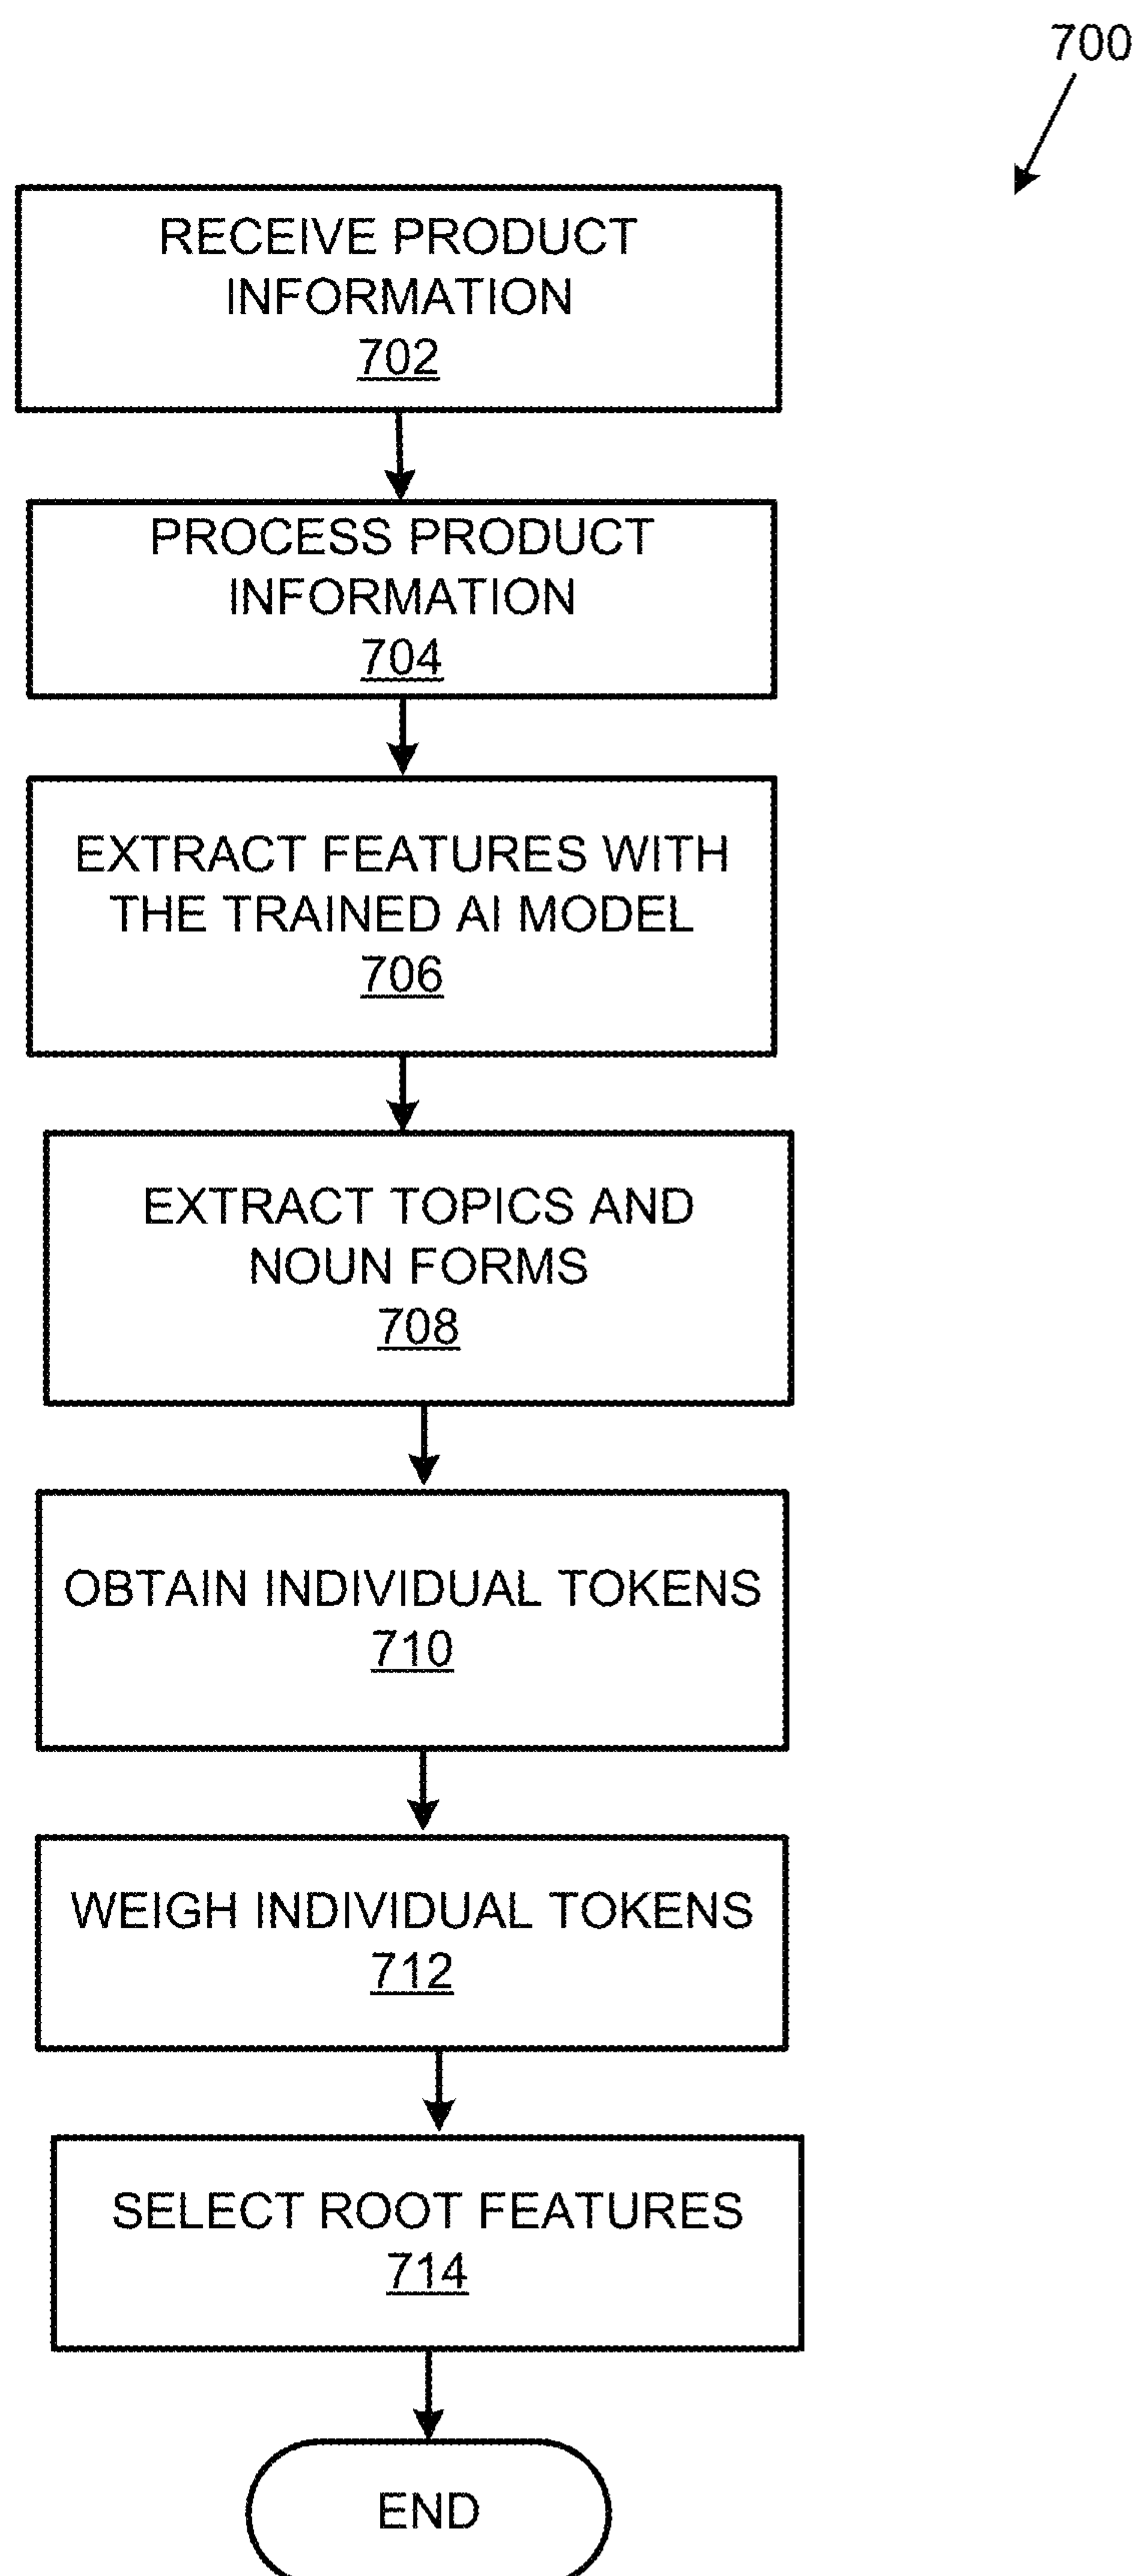 700
RECEIVE PRODUCT
INFORMATION
702
PROCESS PRODUCT
INFORMATION
704
EXTRACT FEATURES WITH
THE TRAINED AI MODEL
706
EXTRACT TOPICS AND
NOUN FORMS
708
OBTAIN INDIVIDUAL TOKENS
710
WEIGH INDIVIDUAL TOKENS
712
SELECT ROOT FEATURES
714
END